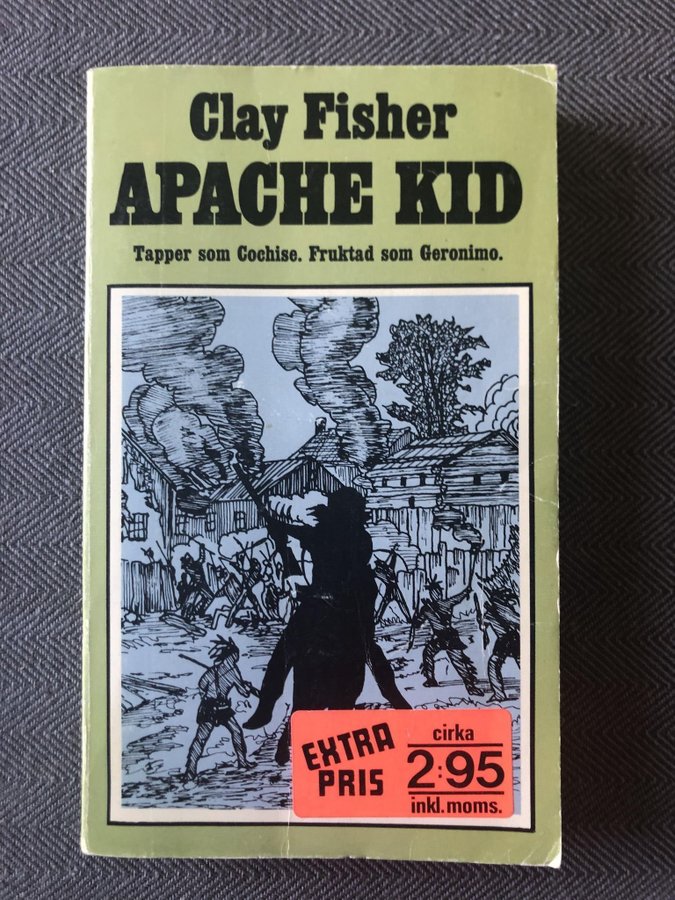 Clay Fisher
APACHE KID
Tapper som Cochise. Fruktad som Geronimo.
EXTRA
PRIS
cirka
2:95
inkl.moms.